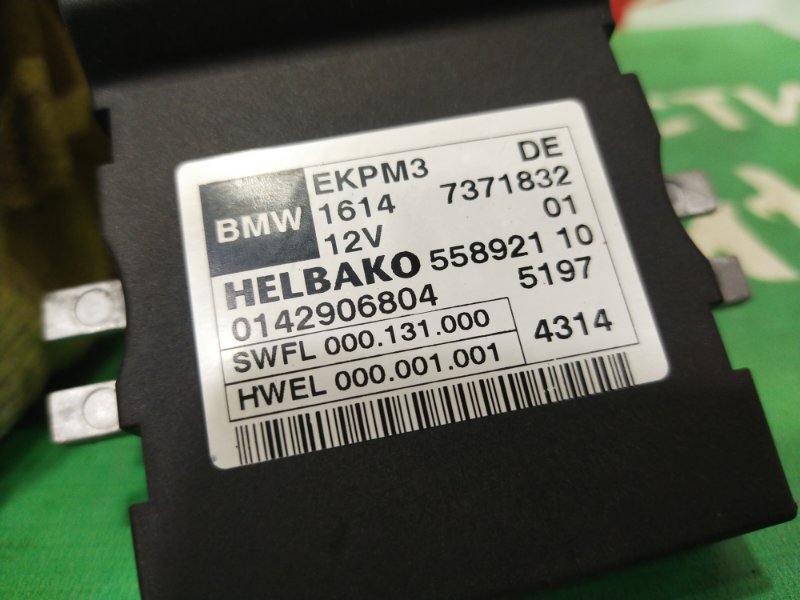 BMW EKPM3 DE
1614 7371832
12V 01
HELBAKO 558921 10
0142906804 5197
SWFL 000.131.000 4314
HWEL 000.001.001